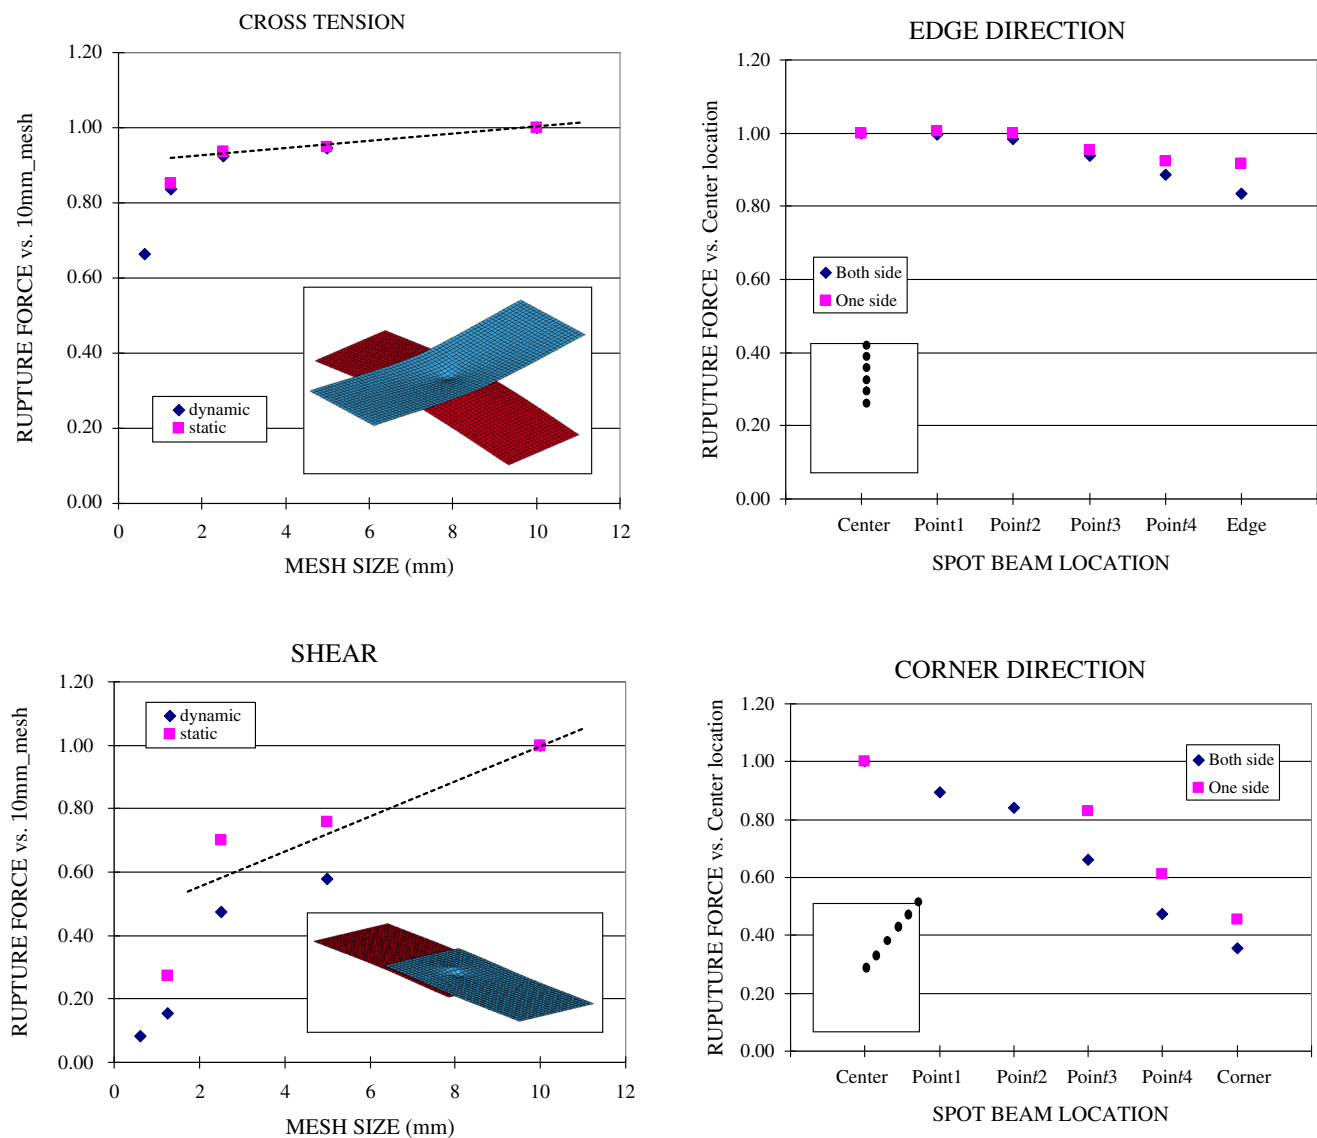 CROSS TENSION
RUPTURE FORCE vs. 10mm_mesh
1.20
1.00
0.80
0.60
0.40
0.20
0.00
dynamic
static
0 2 4 6 8 10 12
MESH SIZE (mm)
EDGE DIRECTION
RUPUTURE FORCE vs. Center location
1.20
1.00
0.80
0.60
0.40
0.20
0.00
Both side
One side
Center Point1 Point2 Point3 Point4 Edge
SPOT BEAM LOCATION
SHEAR
RUPTURE FORCE vs. 10mm_mesh
1.20
1.00
0.80
0.60
0.40
0.20
0.00
dynamic
static
0 2 4 6 8 10 12
MESH SIZE (mm)
CORNER DIRECTION
RUPUTURE FORCE vs. Center location
1.20
1.00
0.80
0.60
0.40
0.20
0.00
Both side
One side
Center Point1 Point2 Point3 Point4 Corner
SPOT BEAM LOCATION